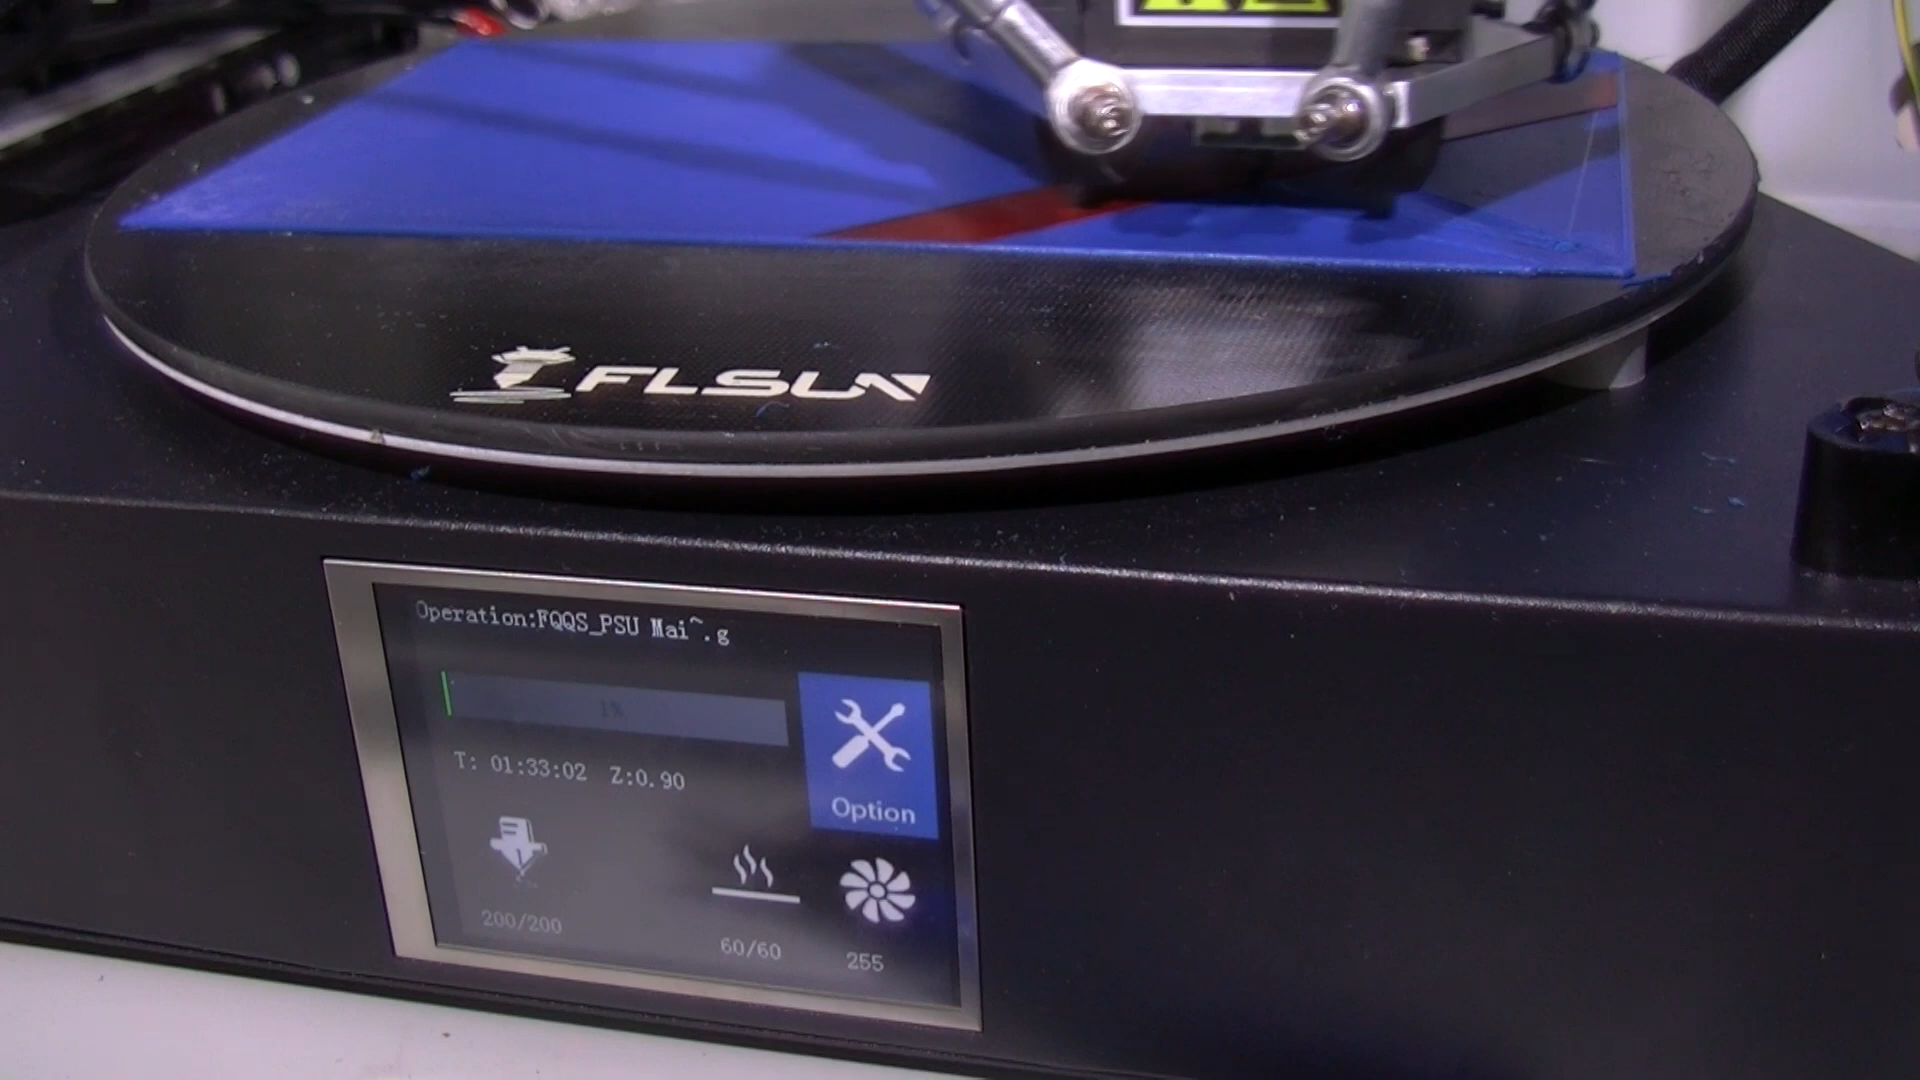 FLSUN
Operation:FQQS_PSU Mai~.g
1%
T: 01:33:02 Z:0.90
Option
200/200
60/60
255